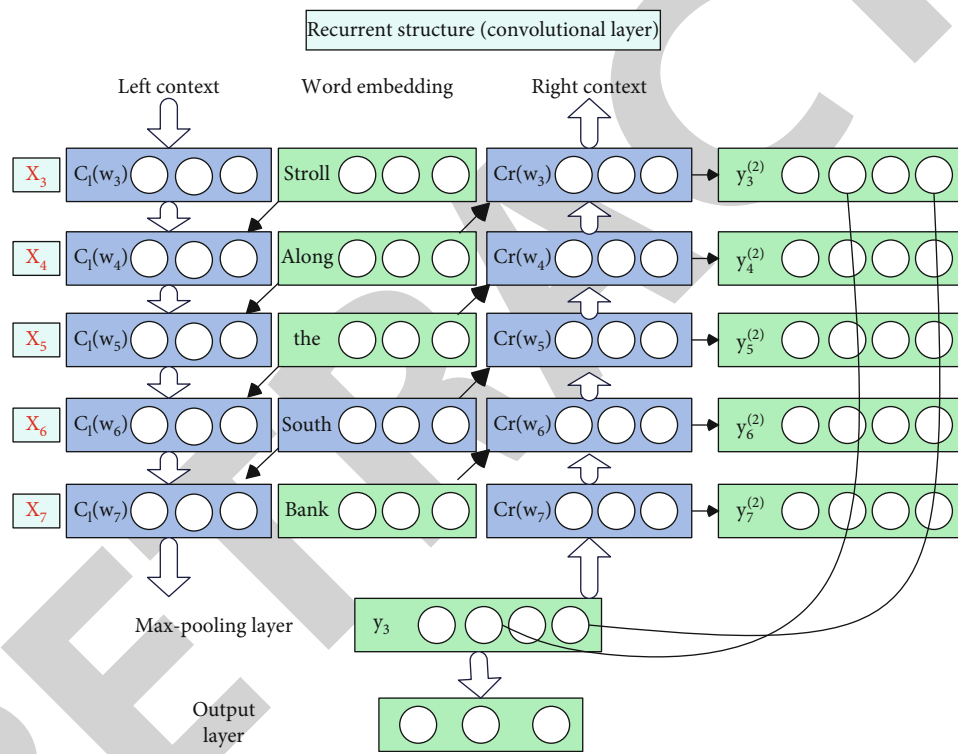 Recurrent structure (convolutional layer)
Left context Word embedding Right context
X3 Cl(w3) Stroll Cr(w3) y3(2)
X4 Cl(w4) Along Cr(w4) y4(2)
X5 Cl(w5) the Cr(w5) y5(2)
X6 Cl(w6) South Cr(w6) y6(2)
X7 Cl(w7) Bank Cr(w7) y7(2)
Max-pooling layer y3
Output
layer